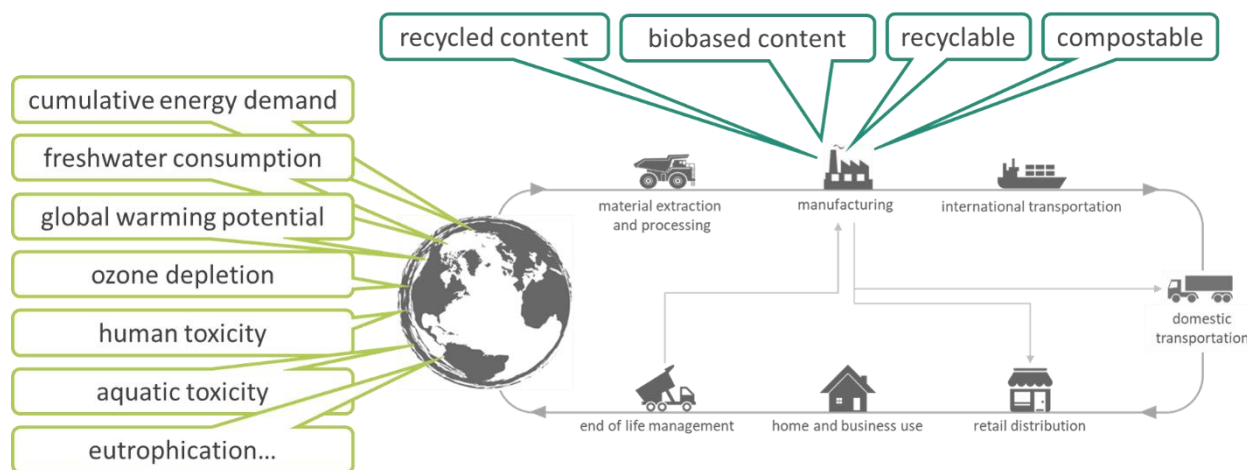 recycled content
biobased content
recyclable
compostable
cumulative energy demand
freshwater consumption
global warming potential
ozone depletion
human toxicity
aquatic toxicity
eutrophication...
material extraction
and processing
manufacturing
international transportation
domestic
transportation
end of life management
home and business use
retail distribution